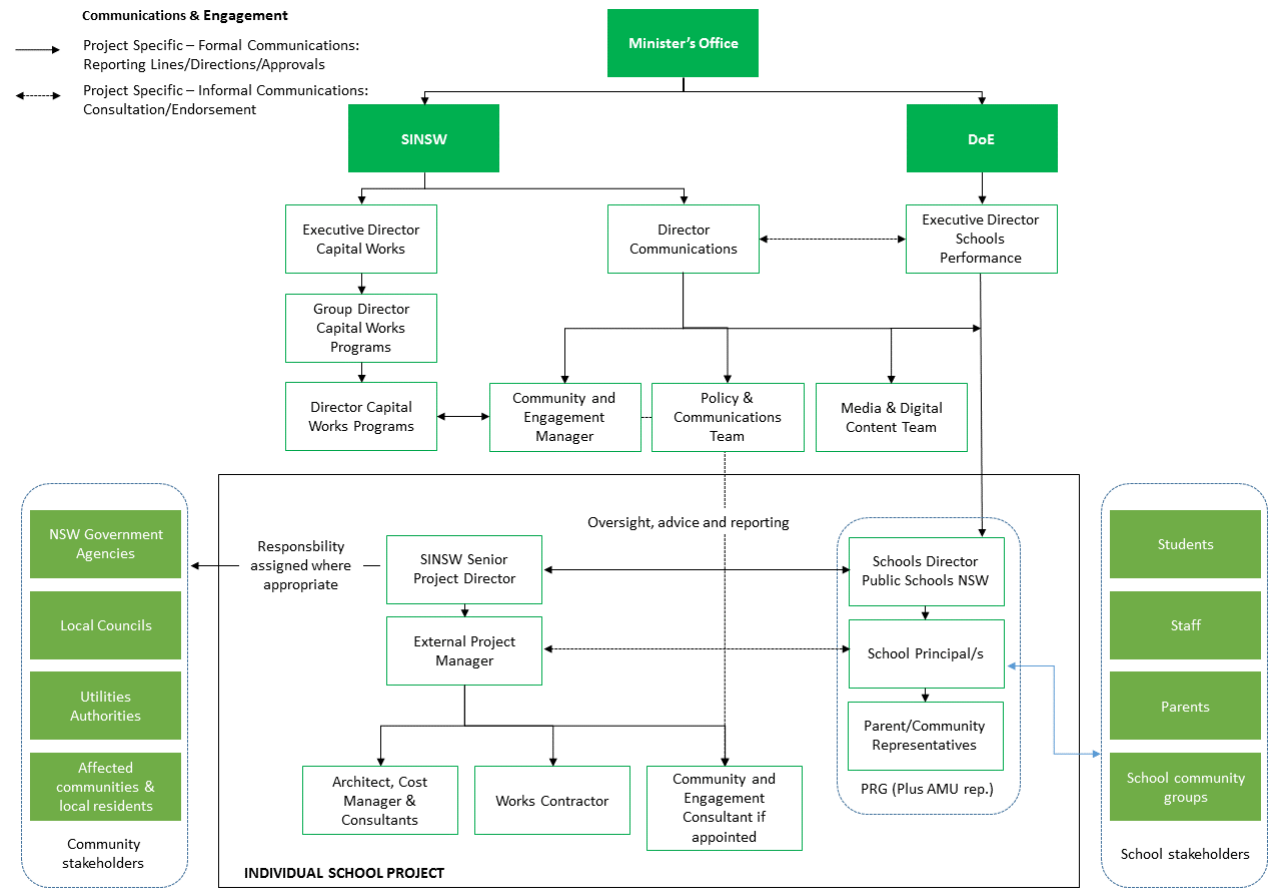 Communications & Engagement
Project Specific – Formal Communications:
Reporting Lines/Directions/Approvals
Project Specific – Informal Communications:
Consultation/Endorsement
Minister's Office
SINSW
DoE
Executive Director
Capital Works
Director
Communications
Executive Director
Schools
Performance
Group Director
Capital Works
Programs
Director Capital
Works Programs
Community and
Engagement
Manager
Policy &
Communications
Team
Media & Digital
Content Team
NSW Government
Agencies
Local Councils
Utilities
Authorities
Affected
communities &
local residents
Community
stakeholders
Responsbility
assigned where
appropriate
Oversight, advice and reporting
SINSW Senior
Project Director
External Project
Manager
Architect, Cost
Manager &
Consultants
Works Contractor
Community and
Engagement
Consultant if
appointed
Schools Director
Public Schools NSW
School Principal/s
Parent/Community
Representatives
PRG (Plus AMU rep.)
INDIVIDUAL SCHOOL PROJECT
Students
Staff
Parents
School community
groups
School stakeholders